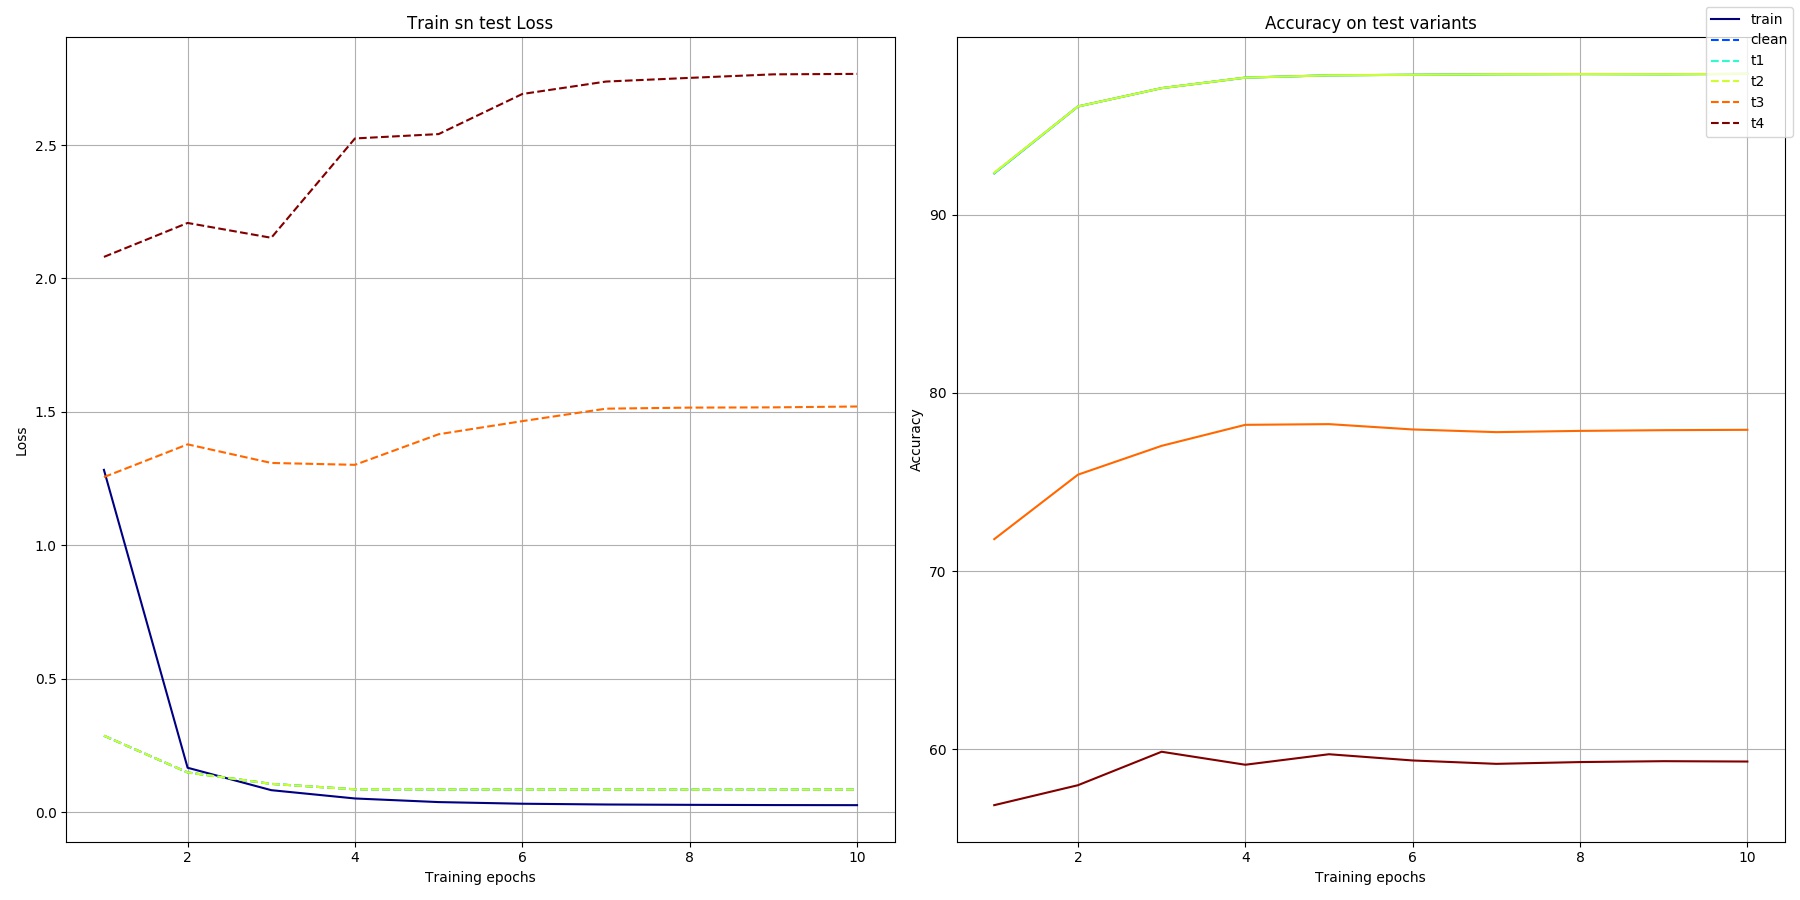 Train sn test Loss
2.5
2.0
1.5
1.0
0.5
0.0
Loss
2
4
6
8
10
Training epochs
Accuracy on test variants
90
80
70
60
Accuracy
2
4
6
8
10
Training epochs
train
clean
t1
t2
t3
t4